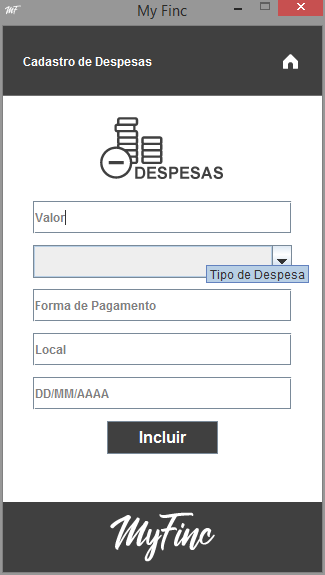 MF
My Finc
Cadastro de Despesas
DESPESAS
Valor
Tipo de Despesa
Forma de Pagamento
Local
DD/MM/AAAA
Incluir
MyFinc